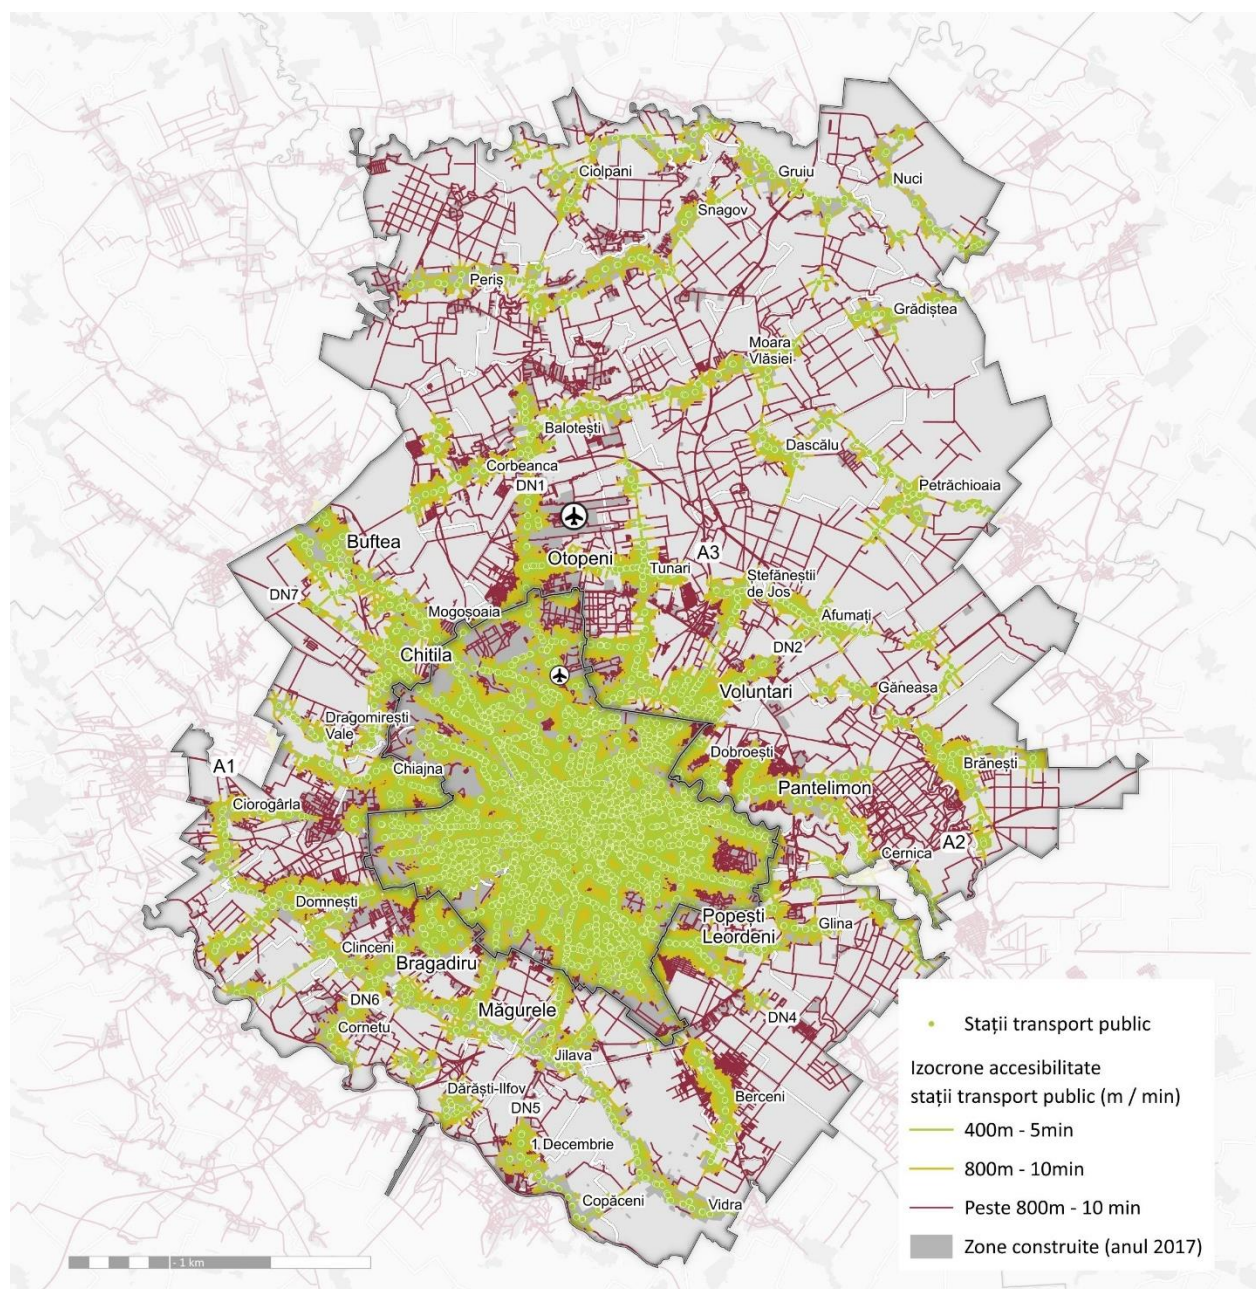 Ciolpani
Gruiu
Nuci
Snagov
Periș
Grădiștea
Moara
Vlăsiei
Balotești
Dascălu
Corbeanca
DN1
Petrăchioaia
Buftea
Otopeni
A3
Tunari
Ștefăneștii
de Jos
DN7
Mogoșoaia
Afumați
Chitila
DN2
Voluntari
Găneasa
Dragomirești
Vale
Dobroești
A1
Chiajna
Brănești
Pantelimon
Ciorogârla
A2
Cernica
Domnești
Popești
Leordeni
Glina
Clinceni
Bragadiru
DN6
Măgurele
DN4
Cornetu
Jilava
Dărăști-Ilfov
Berceni
DN5
1 Decembrie
Copăceni
Vidra
Stații transport public
Izocrone accesibilitate
stații transport public (m / min)
400m - 5min
800m - 10min
Peste 800m - 10 min
Zone construite (anul 2017)
- 1 km